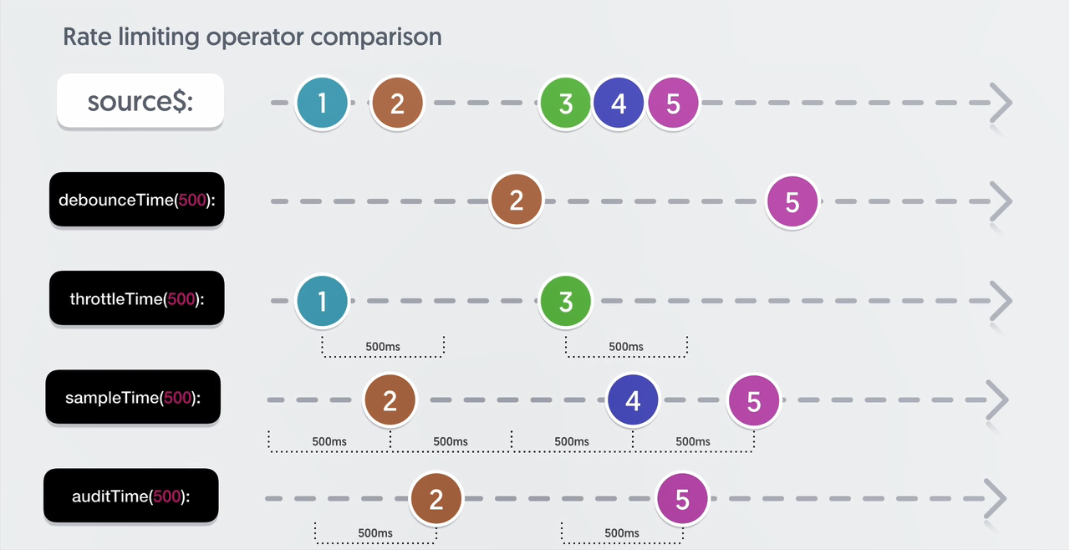 Rate limiting operator comparison
source$: 1 2 3 4 5
debounceTime(500): 2 5
throttleTime(500): 1 3
500ms 500ms
sampleTime(500): 2 4 5
500ms 500ms 500ms 500ms
auditTime(500): 2 5
500ms 500ms